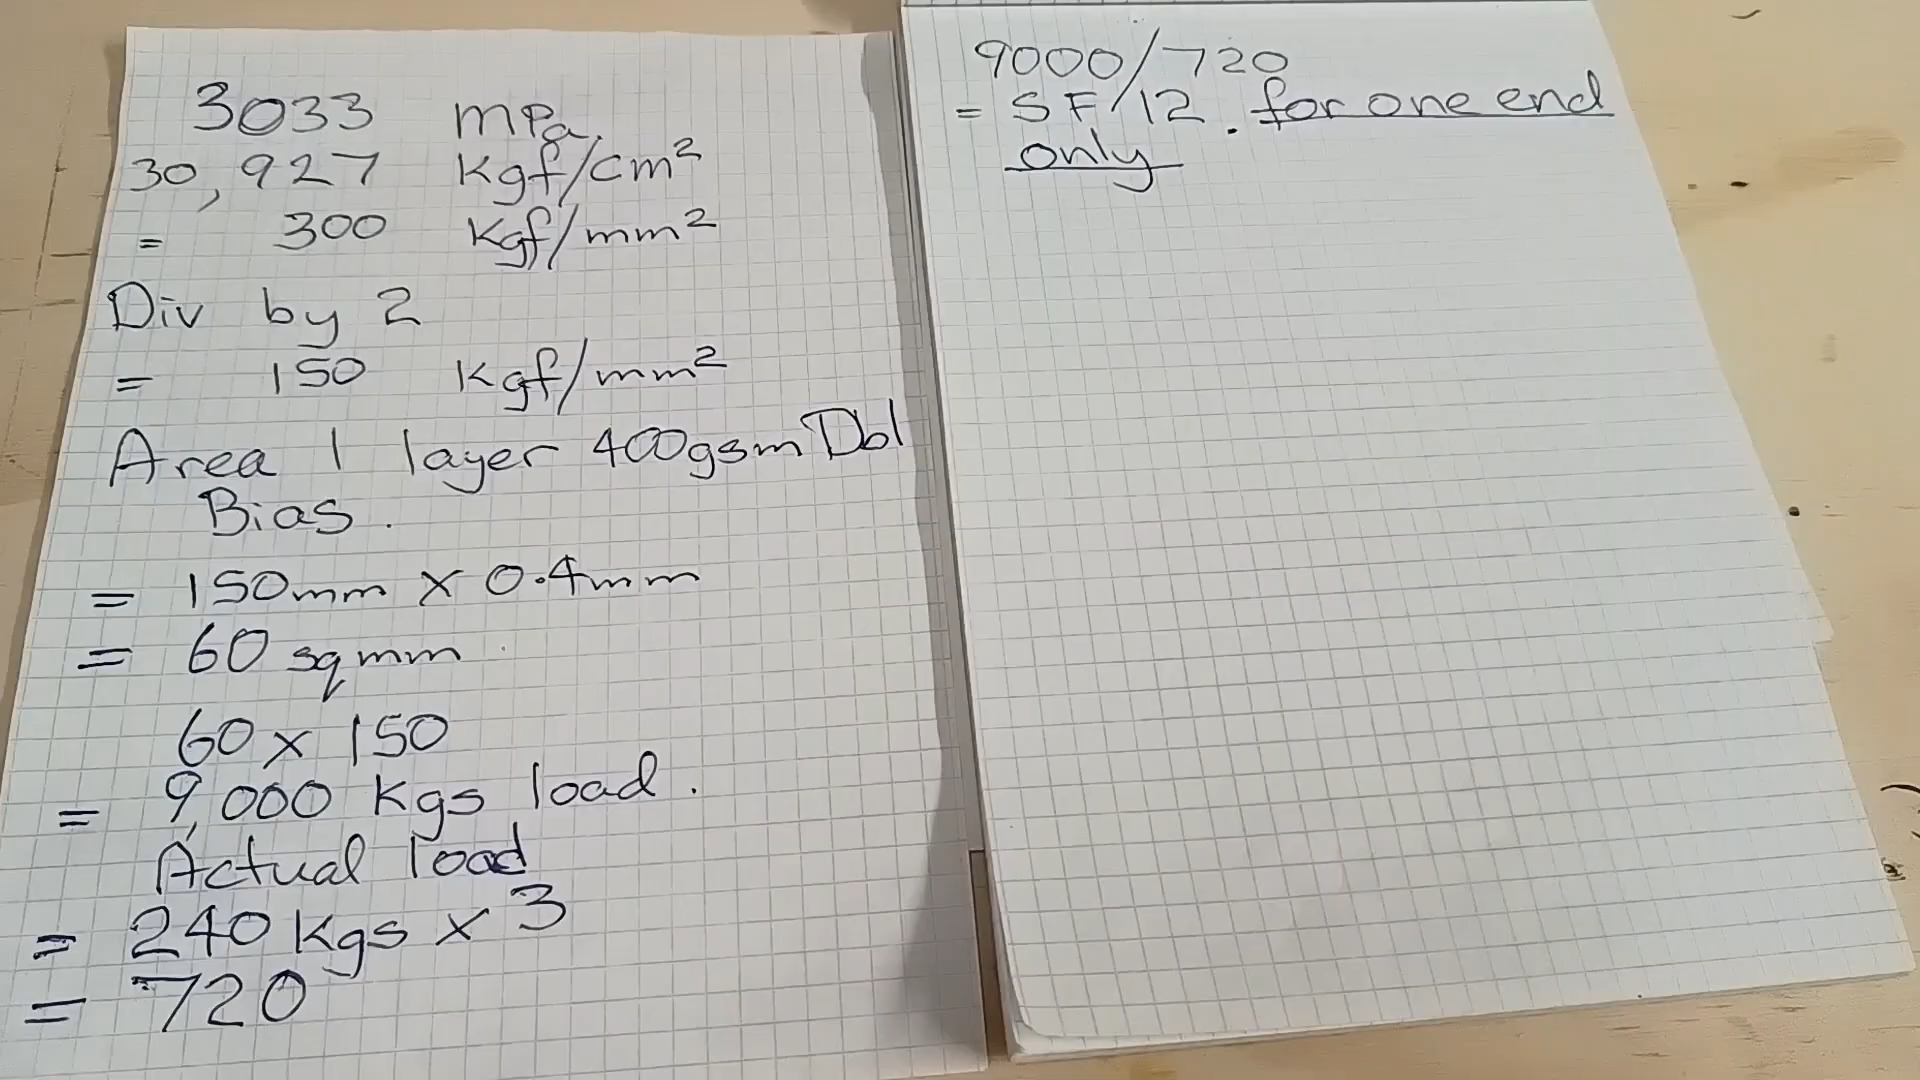 3033 mPa.
30,927 Kgf/cm²
= 300 Kgf/mm²
Div by 2
= 150 Kgf/mm²
Area 1 layer 400gsm Dbl
Bias.
= 150mm x 0.4mm
= 60 sqmm
60 x 150
= 9,000 Kgs load.
Actual load
= 240 Kgs x 3
= 720
9000/720
= SF/12. for one end
only